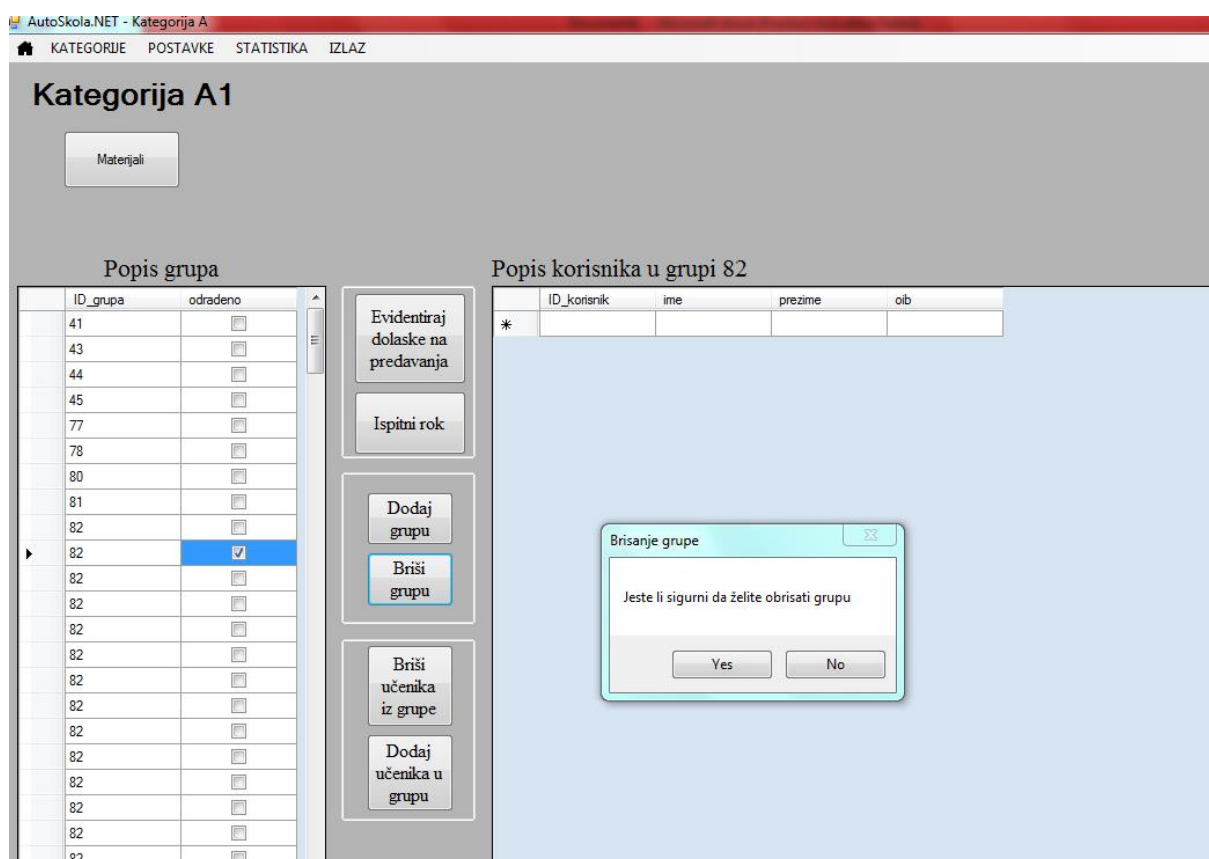 AutoSkola.NET - Kategorija A
KATEGORIJE POSTAVKE STATISTIKA IZLAZ
Kategorija A1
Materijali
Popis grupa
ID_grupa odradeno
41
43
44
45
77
78
80
81
82
82
82
82
82
82
82
82
82
82
82
82
82
82
Evidentiraj
dolaske na
predavanja
Ispitni rok
Dodaj
grupu
Briši
grupu
Briši
učenika
iz grupe
Dodaj
učenika u
grupu
Popis korisnika u grupi 82
ID_korisnik ime prezime oib
Brisanje grupe
Jeste li sigurni da želite obrisati grupu
Yes No